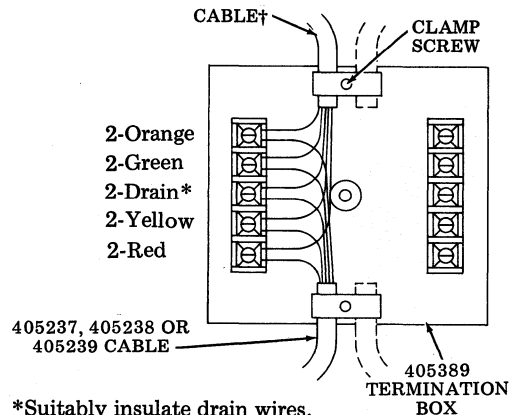 CABLE†
CLAMP
SCREW
2-Orange
2-Green
2-Drain*
2-Yellow
2-Red
405237, 405238 OR
405239 CABLE
405389
TERMINATION
BOX
*Suitably insulate drain wires.